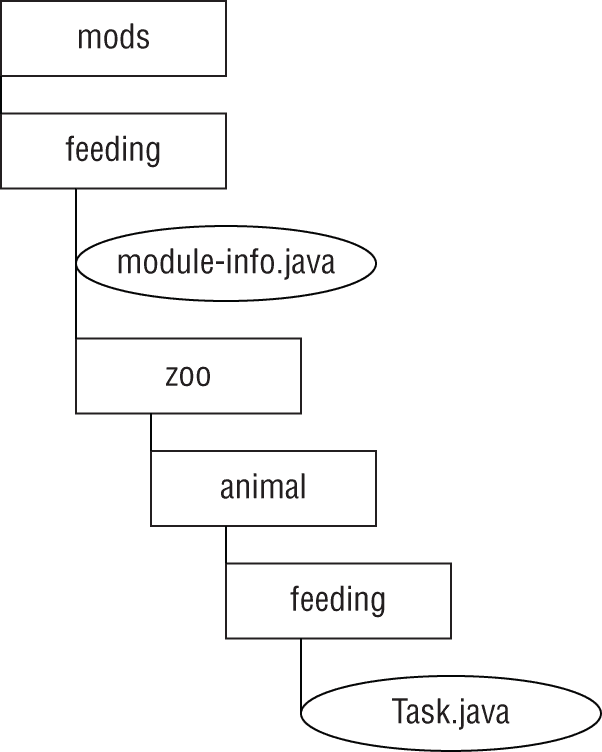 mods
feeding
module-info.java
zoo
animal
feeding
Task.java